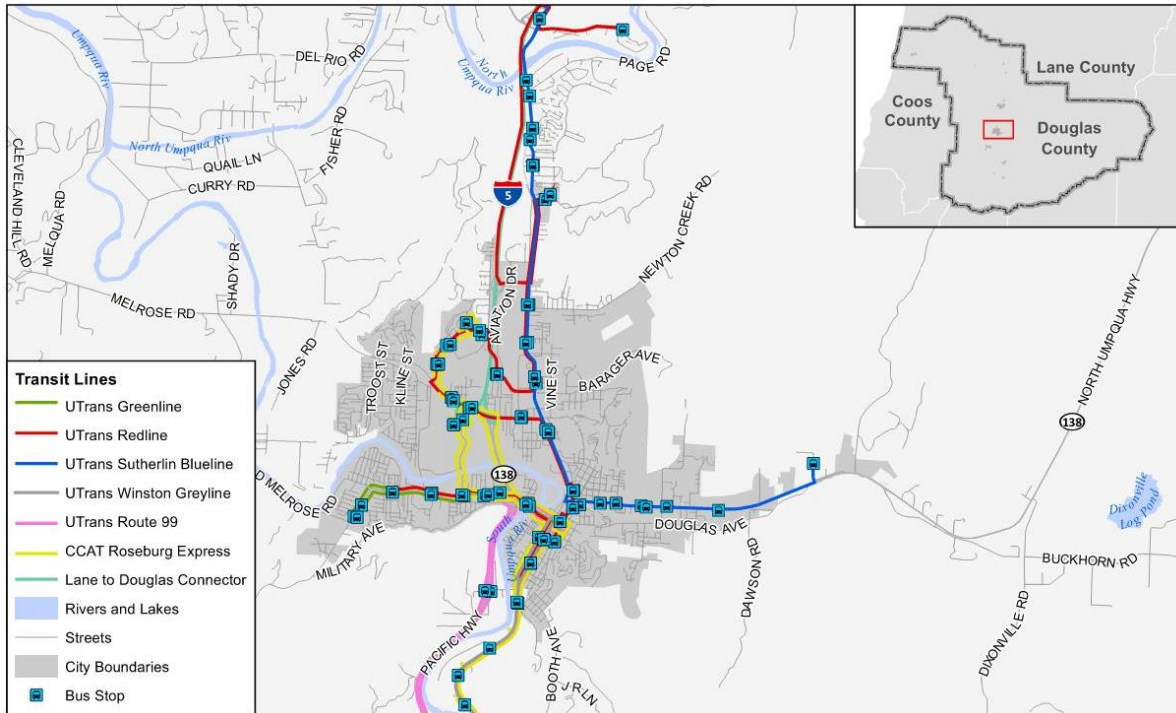 Umpqua Riv
DEL RIO RD
FISHER RD
North
Umpqua Riv
PAGE RD
North Umpqua Riv
QUAIL LN
CURRY RD
CLEVELAND HILL RD
MELQUA RD
SHADY DR
MELROSE RD
JONES RD
5
AVIATION DR
NEWTON CREEK RD
TROOST ST
KLINE ST
VINE ST
BARAGER AVE
138
D MELROSE RD
MILITARY AVE
South
Umpqua Riv
DOUGLAS AVE
DAWSON RD
PACIFIC HWY
BOOTH AVE
J R LN
NORTH UMPQUA HWY
138
Dixonville
Log Pond
BUCKHORN RD
DIXONVILLE RD
Lane County
Coos
County
Douglas
County
Transit Lines
UTrans Greenline
UTrans Redline
UTrans Sutherlin Blueline
UTrans Winston Greyline
UTrans Route 99
CCAT Roseburg Express
Lane to Douglas Connector
Rivers and Lakes
Streets
City Boundaries
Bus Stop